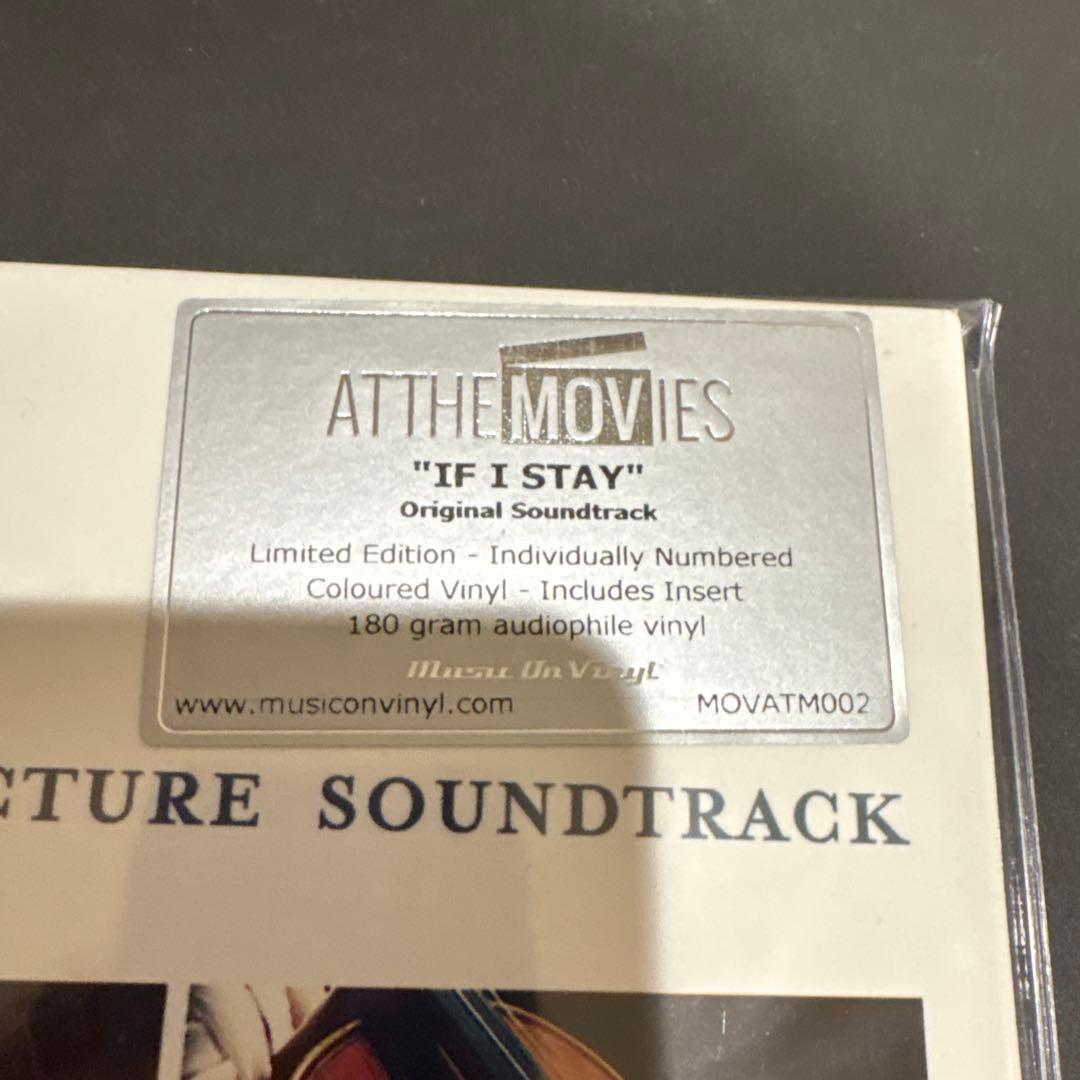 ATTHEMOVIES
"IF I STAY"
Original Soundtrack
Limited Edition - Individually Numbered
Coloured Vinyl - Includes Insert
180 gram audiophile vinyl
Music On Vinyl
www.musiconvinyl.com MOVATM002
CTURE SOUNDTRACK